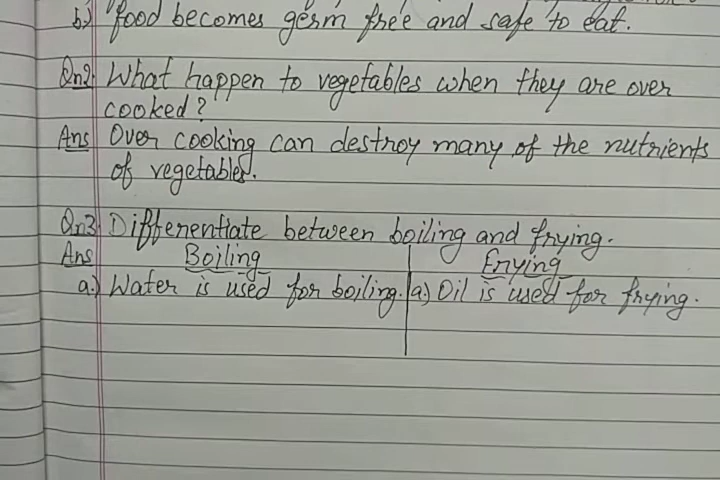 b.) food becomes germ free and safe to eat.
Qn2. What happen to vegetables when they are over
cooked?
Ans Over cooking can destroy many of the nutrients
of vegetables.
Qn3. Differentiate between boiling and frying.
Ans Boiling Frying
a.) Water is used for boiling. a.) Oil is used for frying.